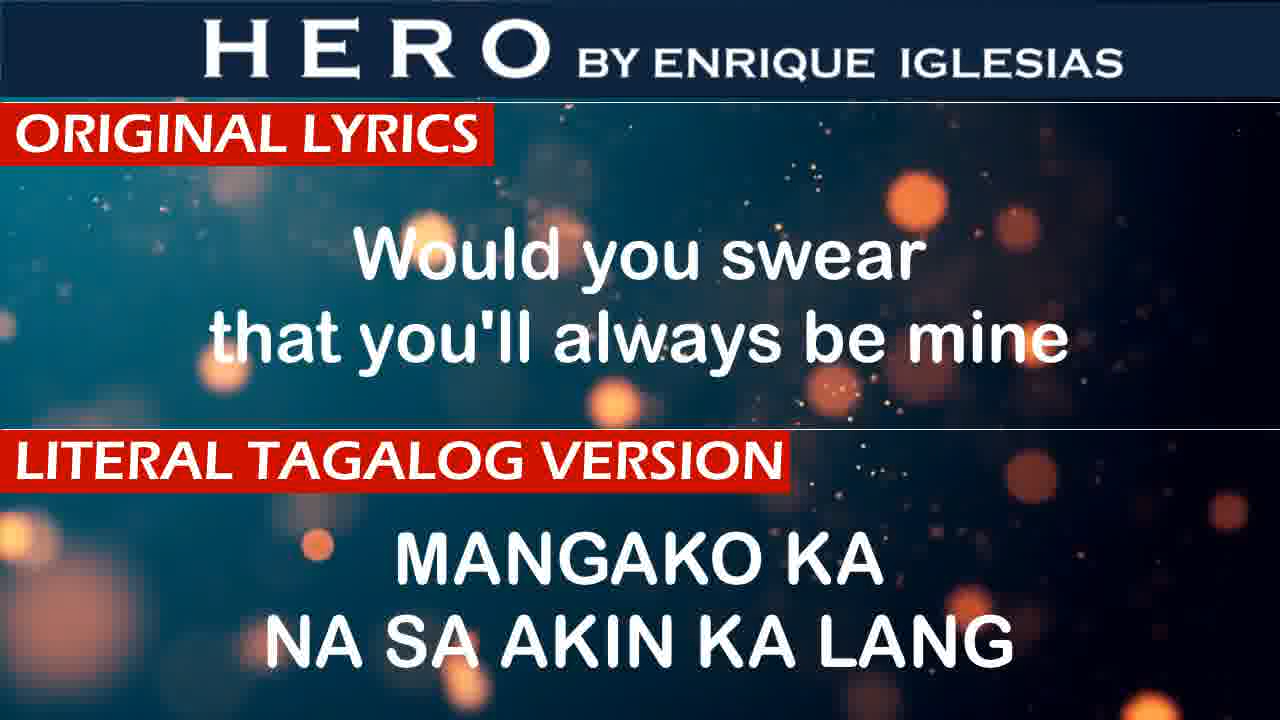 HERO BY ENRIQUE IGLESIAS
ORIGINAL LYRICS
Would you swear
that you'll always be mine
LITERAL TAGALOG VERSION
MANGAKO KA
NA SA AKIN KA LANG